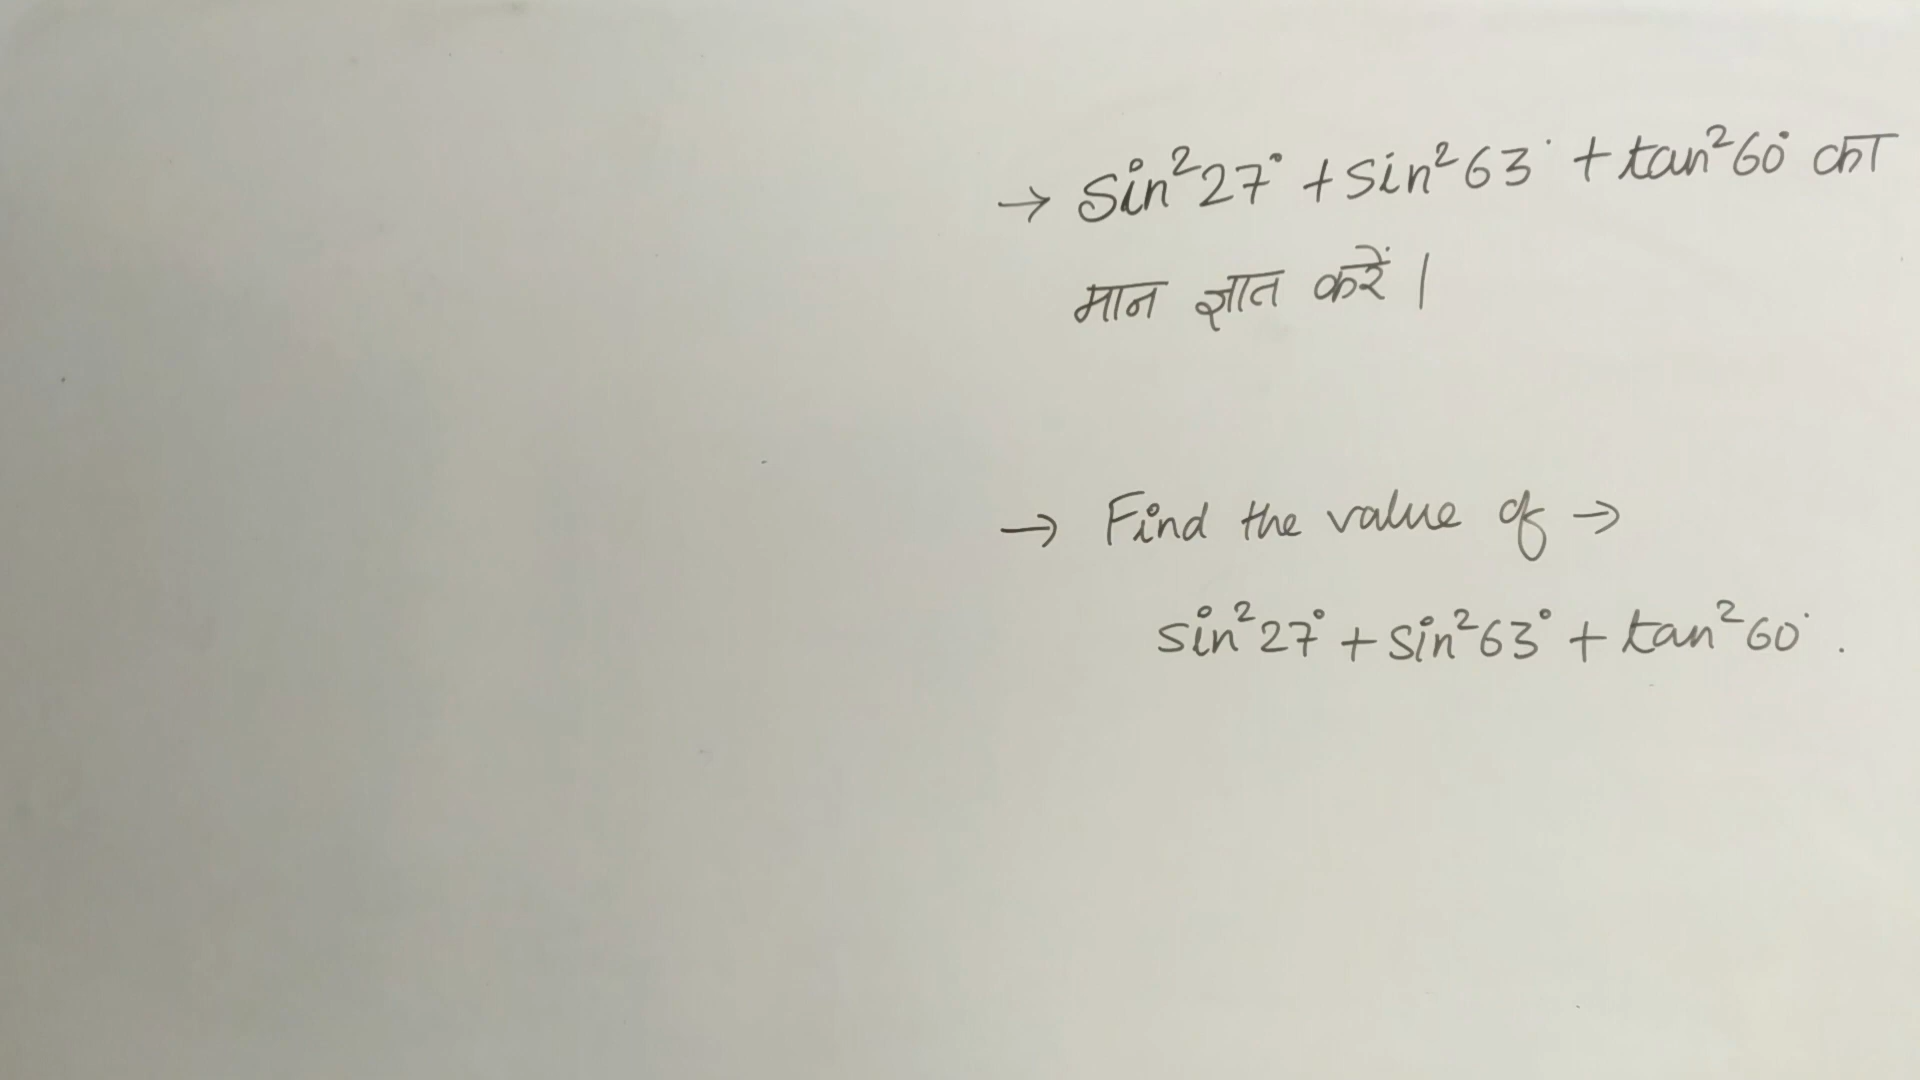 → Sin²27° + Sin²63° + tan²60° का
मान ज्ञात करें।
→ Find the value of →
sin²27° + sin²63° + tan²60°.